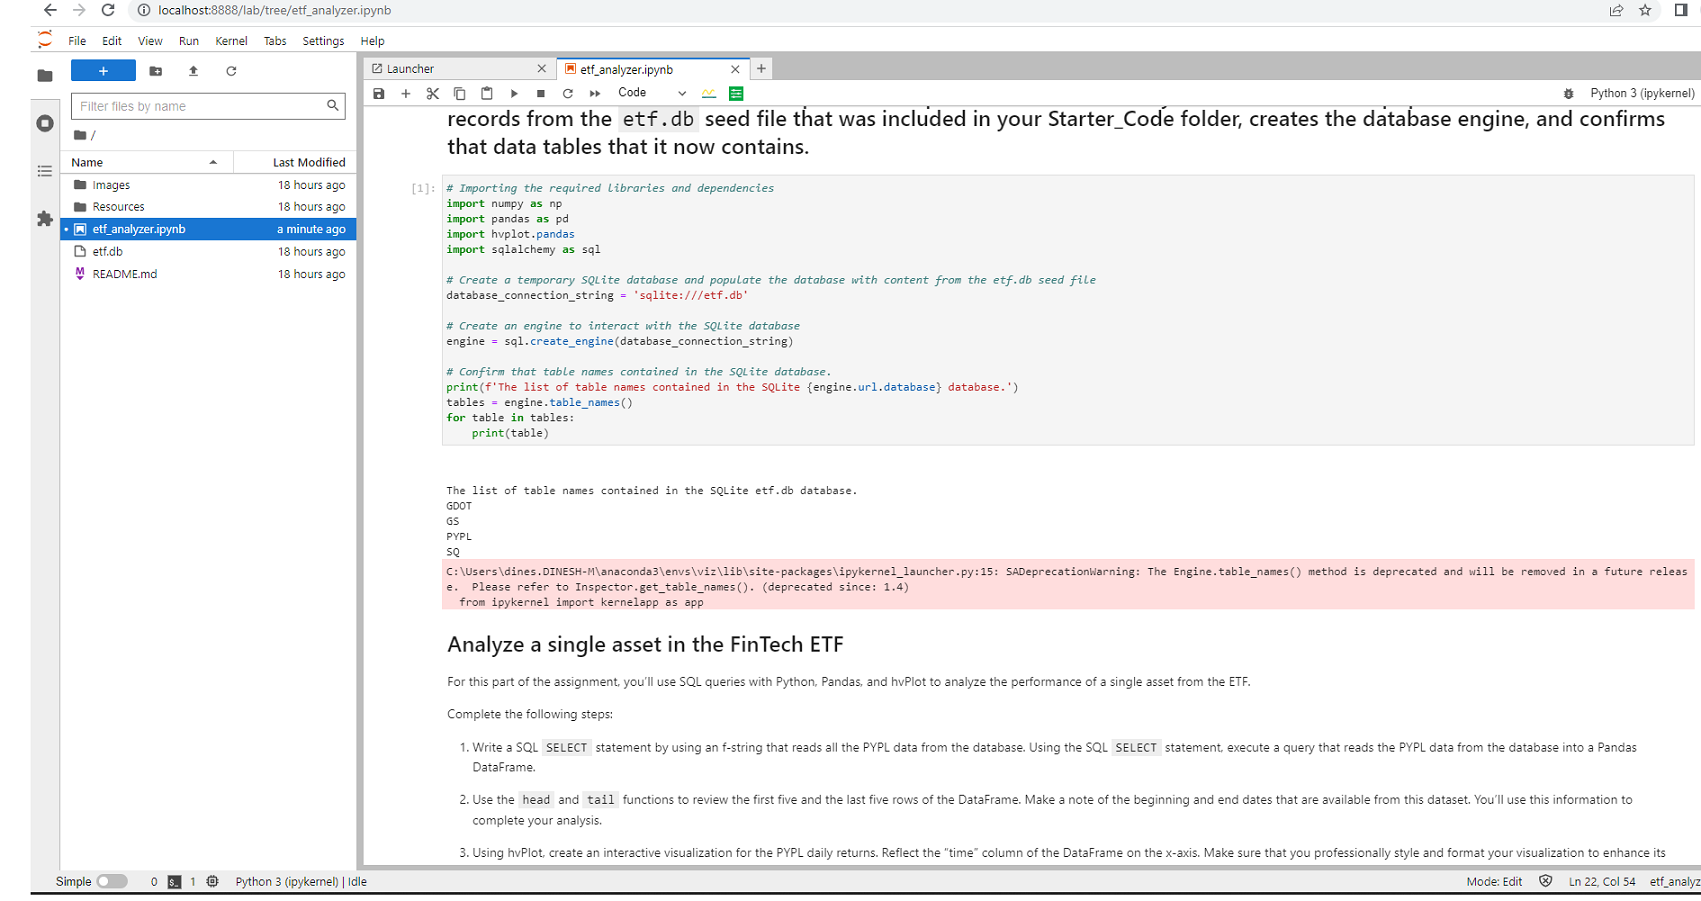 localhost:8888/lab/tree/etf_analyzer.ipynb
File Edit View Run Kernel Tabs Settings Help
+
Filter files by name
/
Name Last Modified
Images 18 hours ago
Resources 18 hours ago
etf_analyzer.ipynb a minute ago
etf.db 18 hours ago
README.md 18 hours ago
Launcher etf_analyzer.ipynb
Code Python 3 (ipykernel)
records from the etf.db seed file that was included in your Starter_Code folder, creates the database engine, and confirms
that data tables that it now contains.
[1]: # Importing the required libraries and dependencies
import numpy as np
import pandas as pd
import hvplot.pandas
import sqlalchemy as sql
# Create a temporary SQLite database and populate the database with content from the etf.db seed file
database_connection_string = 'sqlite:///etf.db'
# Create an engine to interact with the SQLite database
engine = sql.create_engine(database_connection_string)
# Confirm that table names contained in the SQLite database.
print(f'The list of table names contained in the SQLite {engine.url.database} database.')
tables = engine.table_names()
for table in tables:
    print(table)
The list of table names contained in the SQLite etf.db database.
GDOT
GS
PYPL
SQ
C:\Users\dines.DINESH-M\anaconda3\envs\viz\lib\site-packages\ipykernel_launcher.py:15: SADeprecationWarning: The Engine.table_names() method is deprecated and will be removed in a future releas
e.  Please refer to Inspector.get_table_names(). (deprecated since: 1.4)
  from ipykernel import kernelapp as app
Analyze a single asset in the FinTech ETF
For this part of the assignment, you'll use SQL queries with Python, Pandas, and hvPlot to analyze the performance of a single asset from the ETF.
Complete the following steps:
1. Write a SQL SELECT statement by using an f-string that reads all the PYPL data from the database. Using the SQL SELECT statement, execute a query that reads the PYPL data from the database into a Pandas
DataFrame.
2. Use the head and tail functions to review the first five and the last five rows of the DataFrame. Make a note of the beginning and end dates that are available from this dataset. You'll use this information to
complete your analysis.
3. Using hvPlot, create an interactive visualization for the PYPL daily returns. Reflect the "time" column of the DataFrame on the x-axis. Make sure that you professionally style and format your visualization to enhance its
Simple 0 1 Python 3 (ipykernel) | Idle Mode: Edit Ln 22, Col 54 etf_analyz